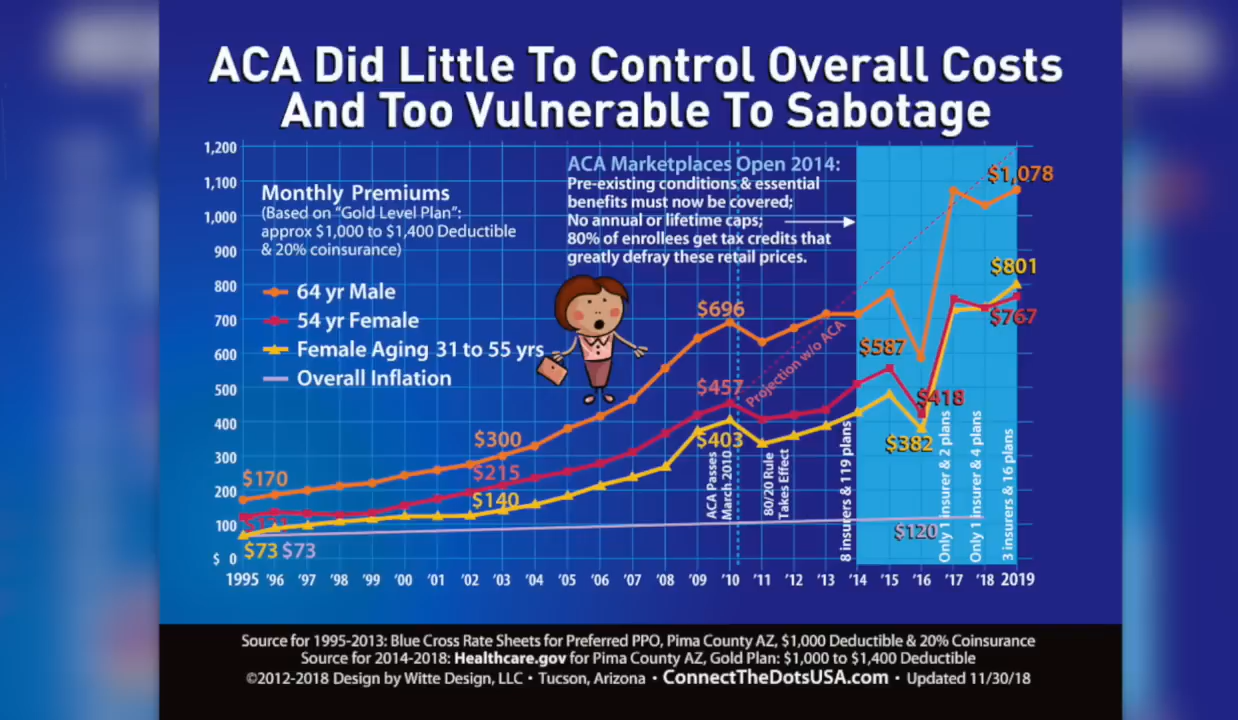 ACA Did Little To Control Overall Costs
And Too Vulnerable To Sabotage
1,200
1,100
1,000
900
800
700
600
500
400
300
200
100
$ 0
Monthly Premiums
(Based on “Gold Level Plan”:
approx $1,000 to $1,400 Deductible
& 20% coinsurance)
64 yr Male
54 yr Female
Female Aging 31 to 55 yrs
Overall Inflation
ACA Marketplaces Open 2014:
Pre-existing conditions & essential
benefits must now be covered;
No annual or lifetime caps;
80% of enrollees get tax credits that
greatly defray these retail prices.
$170
$73
$73
$300
$215
$140
$696
$457
$403
Projection w/o ACA
ACA Passes
March 2010
80/20 Rule
Takes Effect
$587
$418
$382
$120
$1,078
$801
$767
8 insurers & 119 plans
Only 1 insurer & 2 plans
Only 1 insurer & 4 plans
3 insurers & 16 plans
1995 ’96 ’97 ’98 ’99 ’00 ’01 ’02 ’03 ’04 ’05 ’06 ’07 ’08 ’09 ’10 ’11 ’12 ’13 ’14 ’15 ’16 ’17 ’18 2019
Source for 1995-2013: Blue Cross Rate Sheets for Preferred PPO, Pima County AZ, $1,000 Deductible & 20% Coinsurance
Source for 2014-2018: Healthcare.gov for Pima County AZ, Gold Plan: $1,000 to $1,400 Deductible
©2012-2018 Design by Witte Design, LLC • Tucson, Arizona • ConnectTheDotsUSA.com • Updated 11/30/18